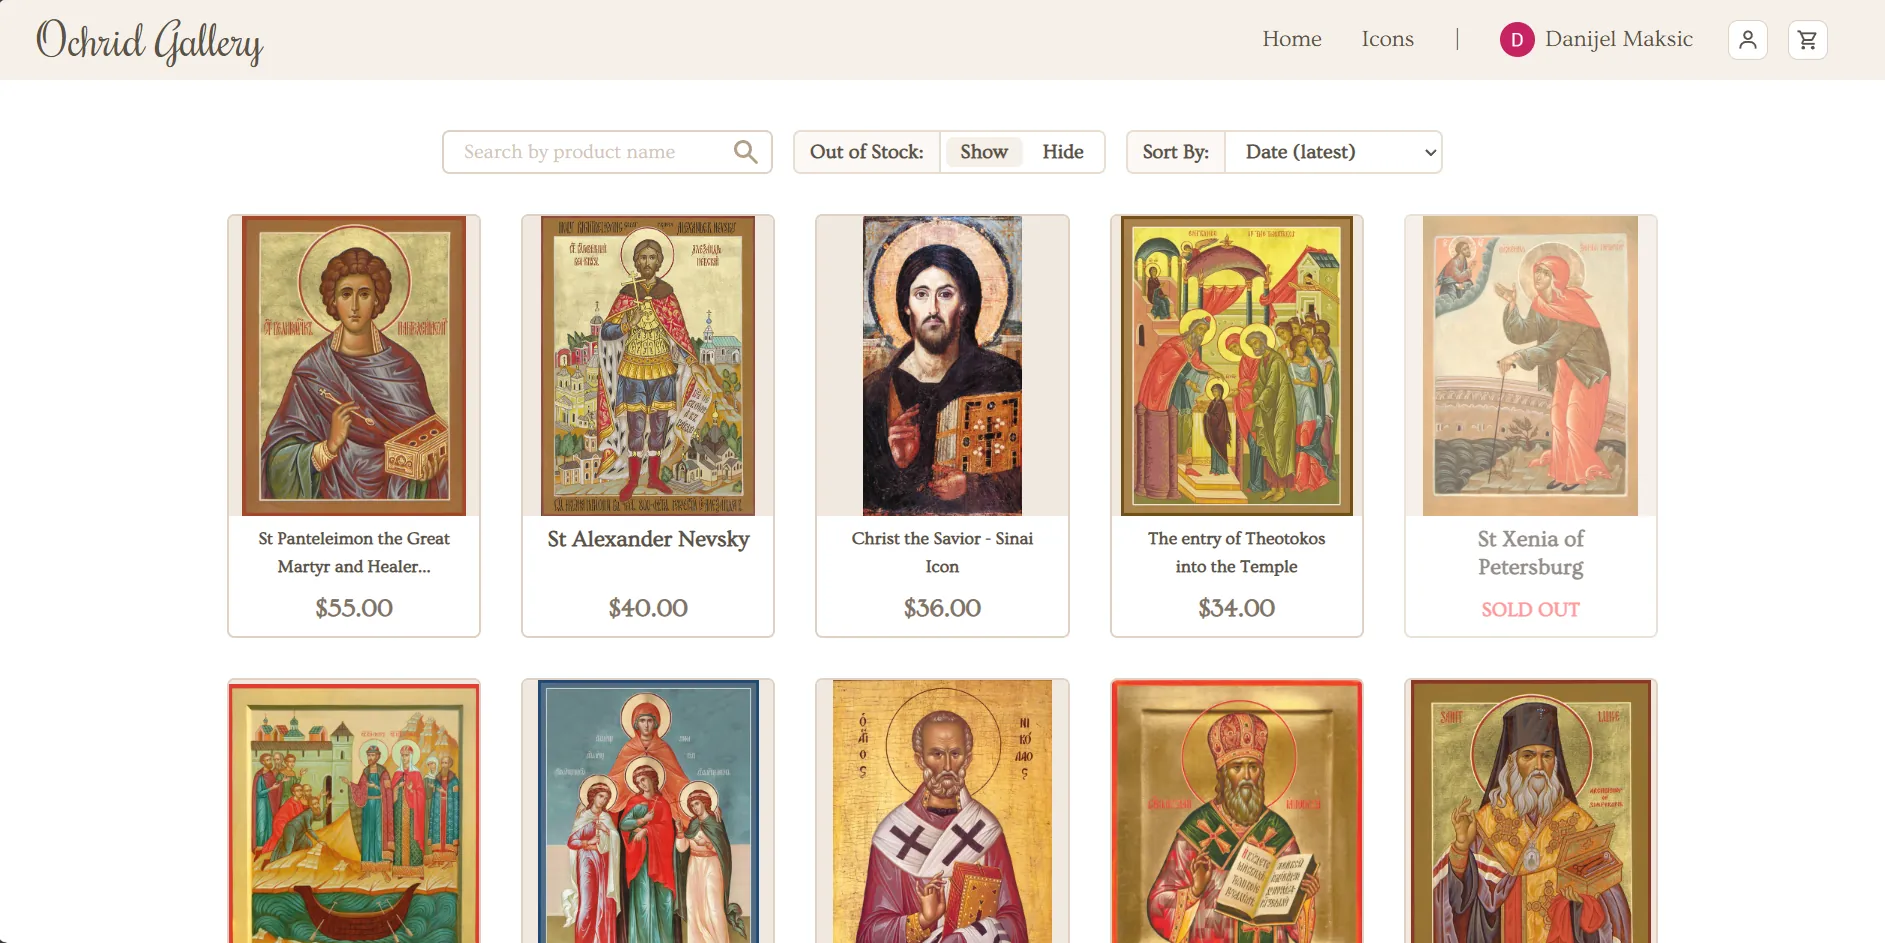 Ochrid Gallery
Home
Icons
|
D
Danijel Maksic
Search by product name
Out of Stock:
Show
Hide
Sort By:
Date (latest)
St Panteleimon the Great
Martyr and Healer...
$55.00
St Alexander Nevsky
$40.00
Christ the Savior - Sinai
Icon
$36.00
The entry of Theotokos
into the Temple
$34.00
St Xenia of
Petersburg
SOLD OUT
SAINT
LUKE